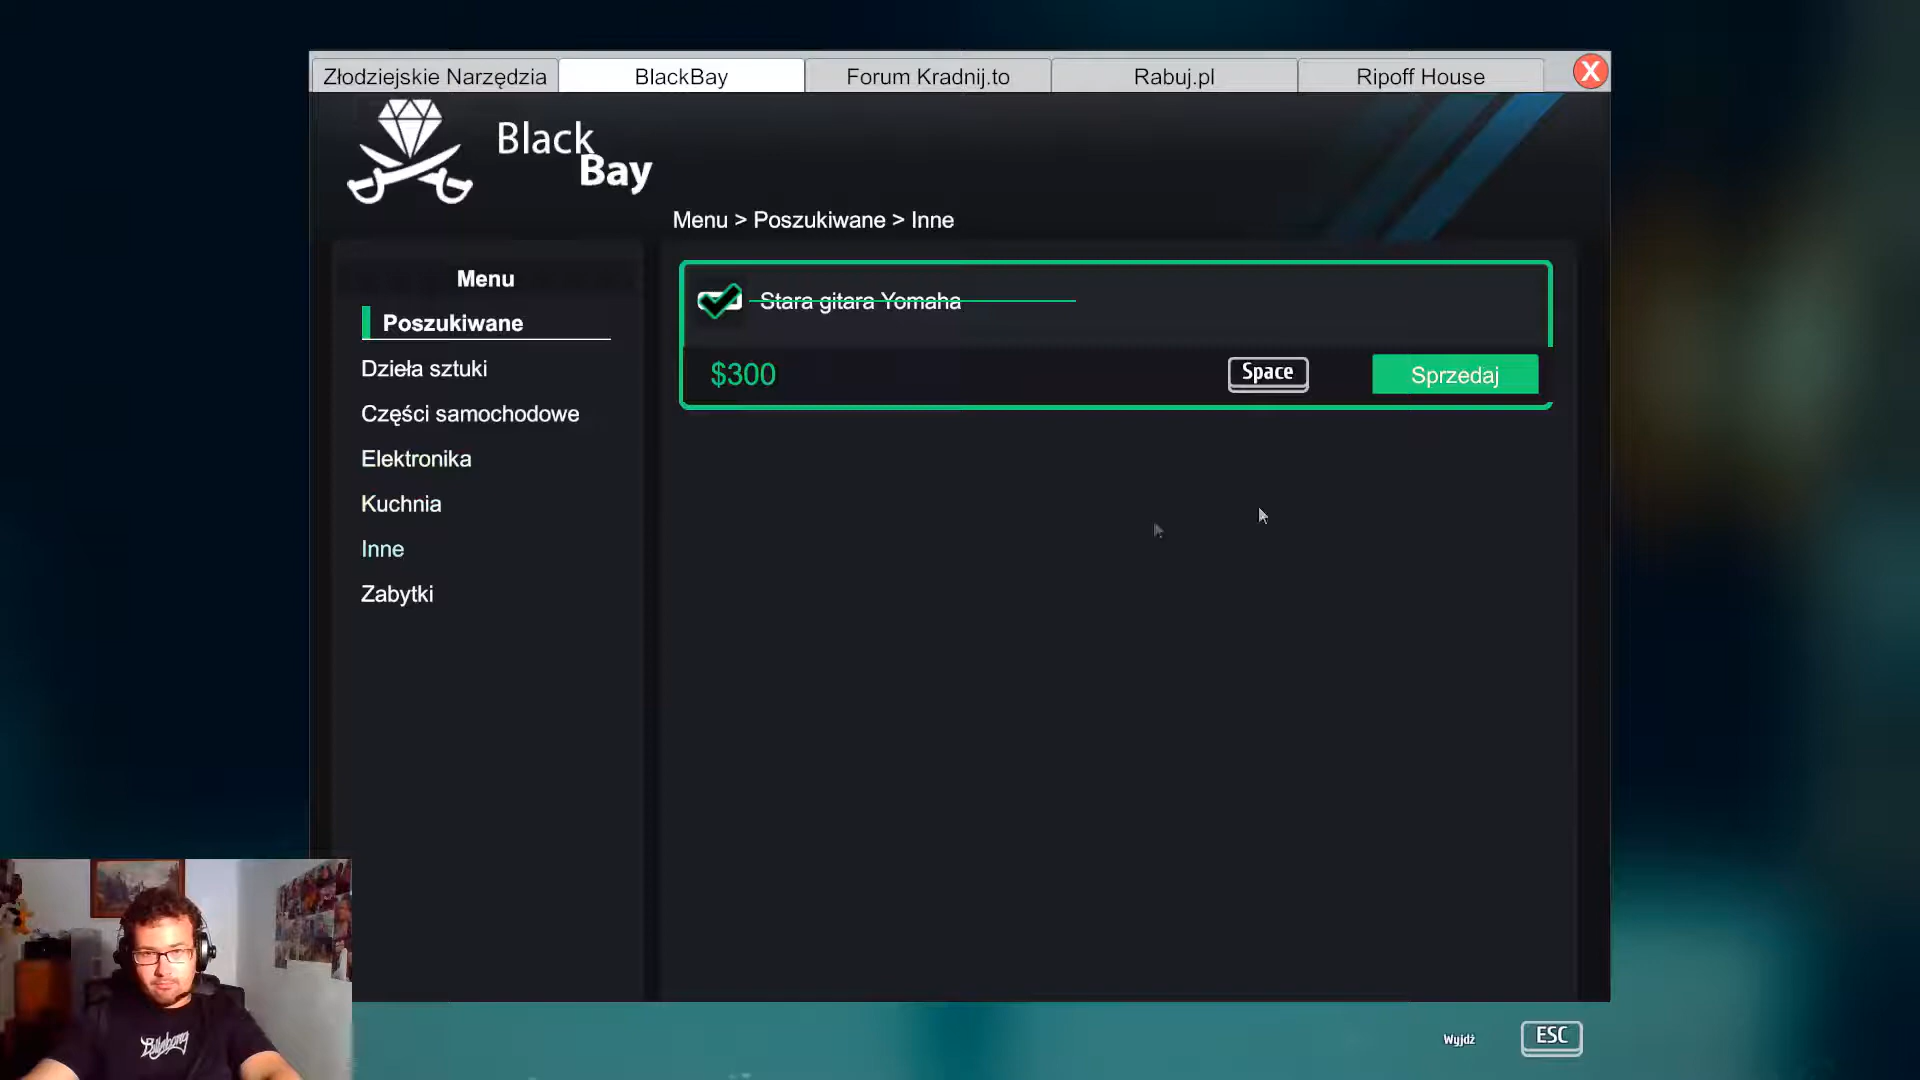 Złodziejskie Narzędzia
BlackBay
Forum Kradnij.to
Rabuj.pl
Ripoff House
X
Black
Bay
Menu > Poszukiwane > Inne
Menu
Poszukiwane
Dzieła sztuki
Części samochodowe
Elektronika
Kuchnia
Inne
Zabytki
Stara gitara Yomaha
$300
Space
Sprzedaj
Billabong
Wyjdź
ESC